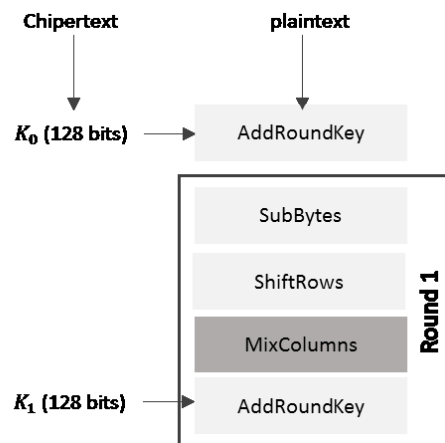 Chipertext
plaintext
K₀ (128 bits)
AddRoundKey
SubBytes
ShiftRows
MixColumns
Round 1
K₁ (128 bits)
AddRoundKey